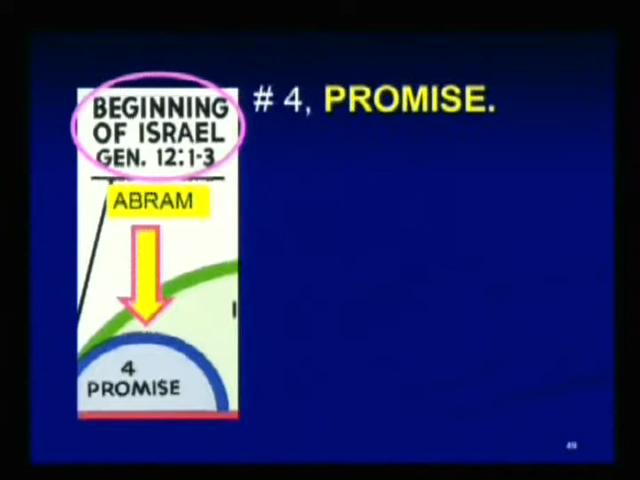 # 4, PROMISE.
BEGINNING
OF ISRAEL
GEN. 12:1-3
ABRAM
4
PROMISE